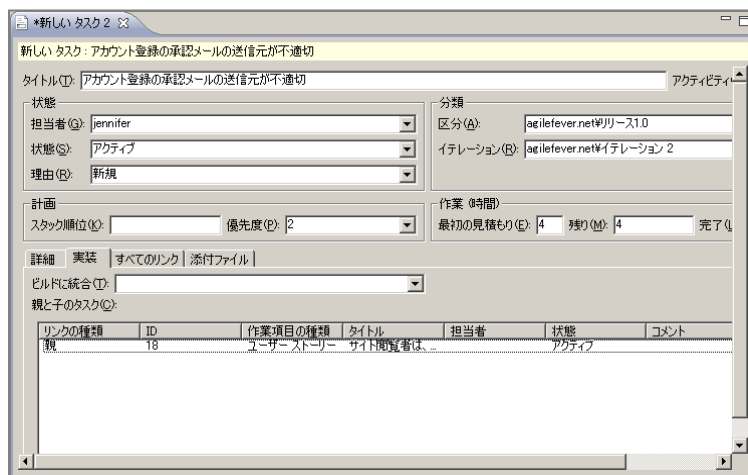 *新しい タスク 2
新しい タスク : アカウント登録の承認メールの送信元が不適切
タイトル(T): アカウント登録の承認メールの送信元が不適切 アクティビティ
状態 分類
担当者(G): jennifer 区分(A): agilefever.net¥リリース1.0
状態(S): アクティブ イテレーション(R): agilefever.net¥イテレーション 2
理由(R): 新規
計画 作業 (時間)
スタック順位(K): 優先度(P): 2 最初の見積もり(E): 4 残り(M): 4 完了(
詳細 実装 すべてのリンク 添付ファイル
ビルドに統合(T):
親と子のタスク(C):
リンクの種類 ID 作業項目の種類 タイトル 担当者 状態 コメント
親 18 ユーザー ストーリー サイト閲覧者は、... アクティブ